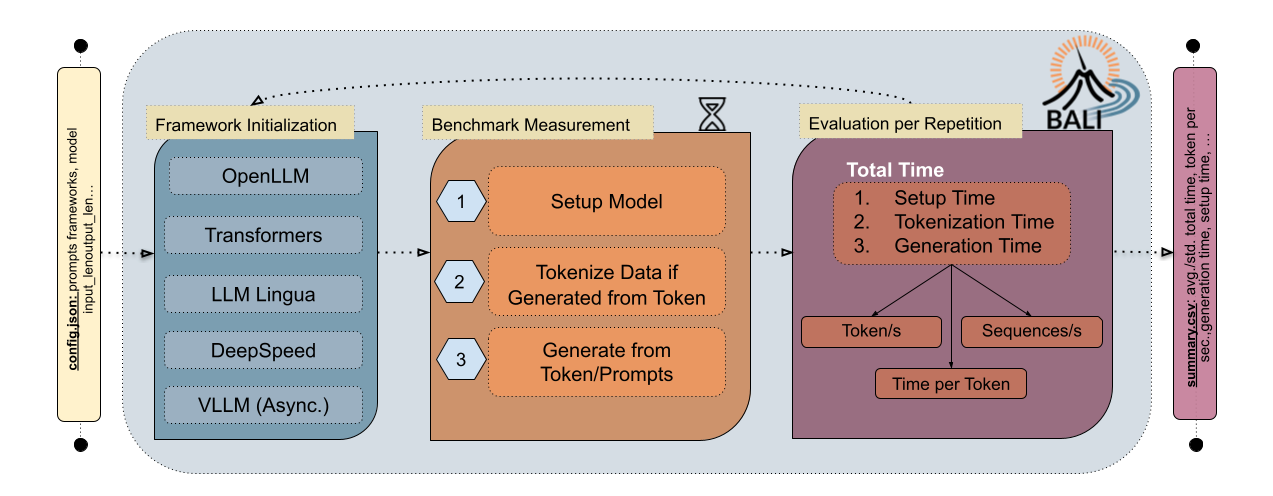 config.json: prompts frameworks, model
input_lenoutput_len...
Framework Initialization
OpenLLM
Transformers
LLM Lingua
DeepSpeed
VLLM (Async.)
Benchmark Measurement
1
Setup Model
2
Tokenize Data if
Generated from Token
3
Generate from
Token/Prompts
BALI
Evaluation per Repetition
Total Time
1. Setup Time
2. Tokenization Time
3. Generation Time
Token/s
Sequences/s
Time per Token
summary.csv: avg./std. total time, token per
sec.,generation time, setup time, ...